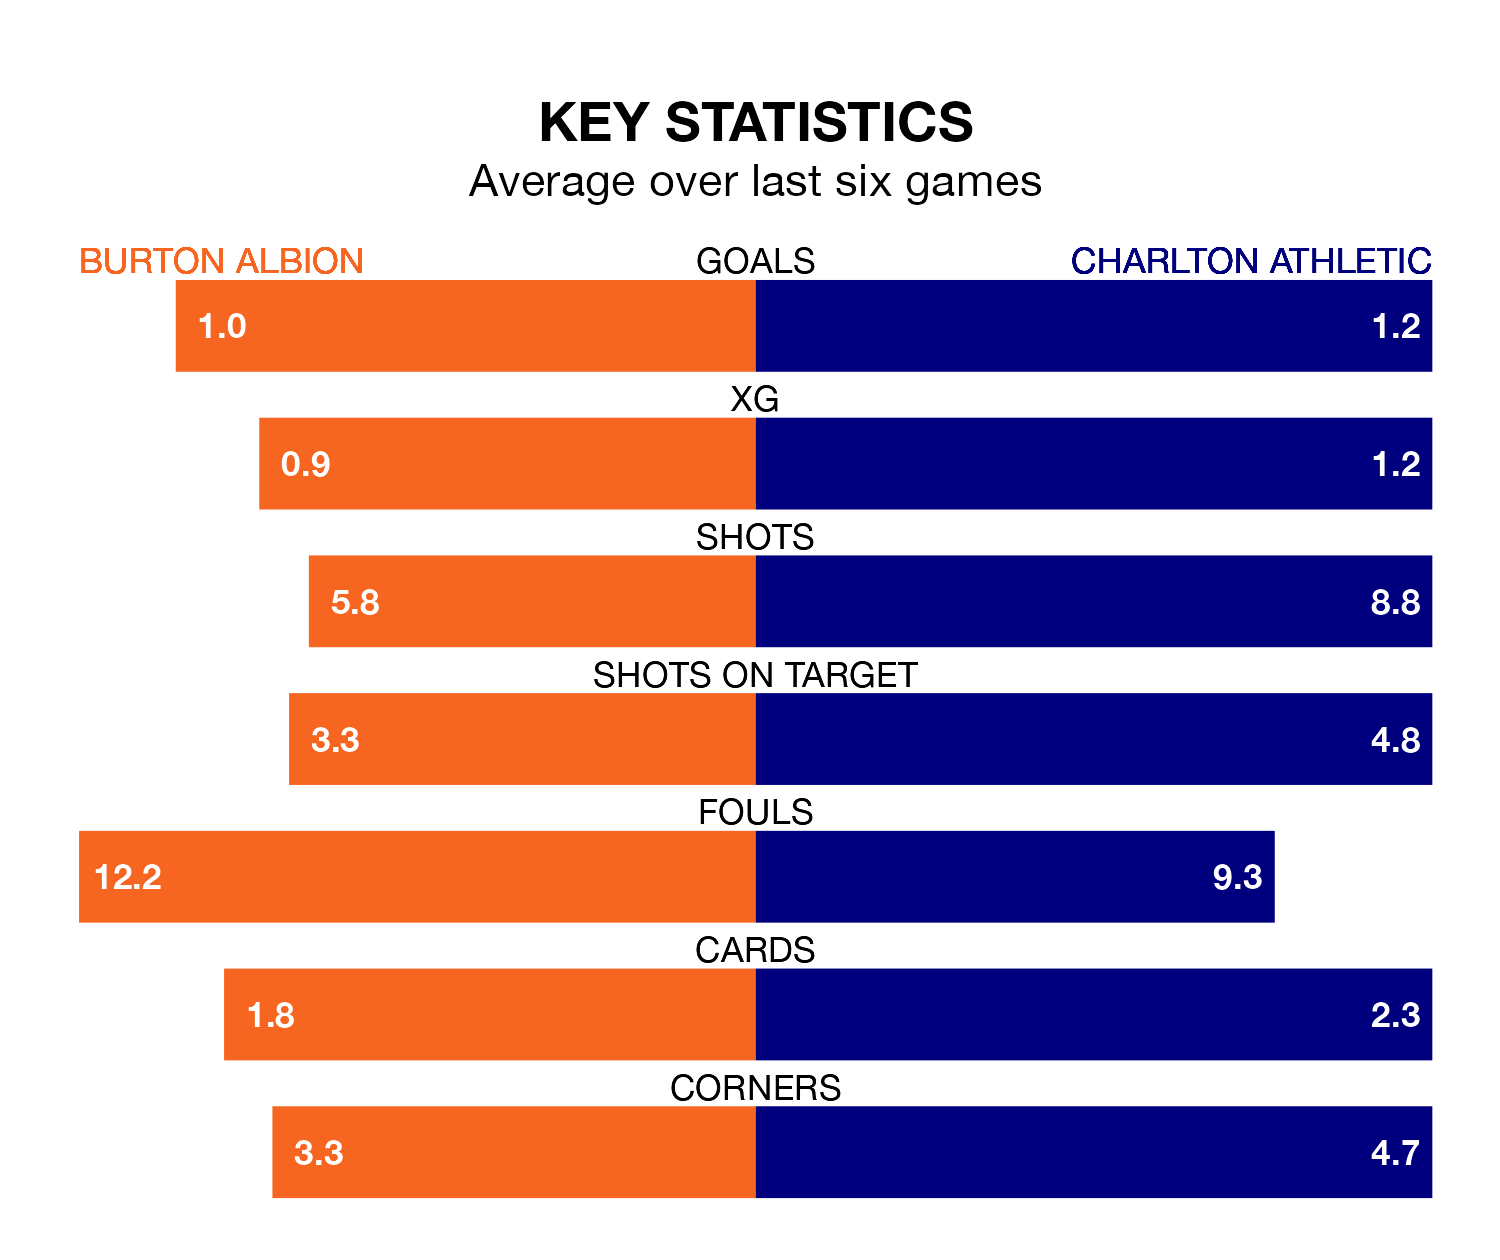 KEY STATISTICS
Average over last six games
BURTON ALBION GOALS CHARLTON ATHLETIC
1.0 1.2
XG
0.9 1.2
SHOTS
5.8 8.8
SHOTS ON TARGET
3.3 4.8
FOULS
12.2 9.3
CARDS
1.8 2.3
CORNERS
3.3 4.7